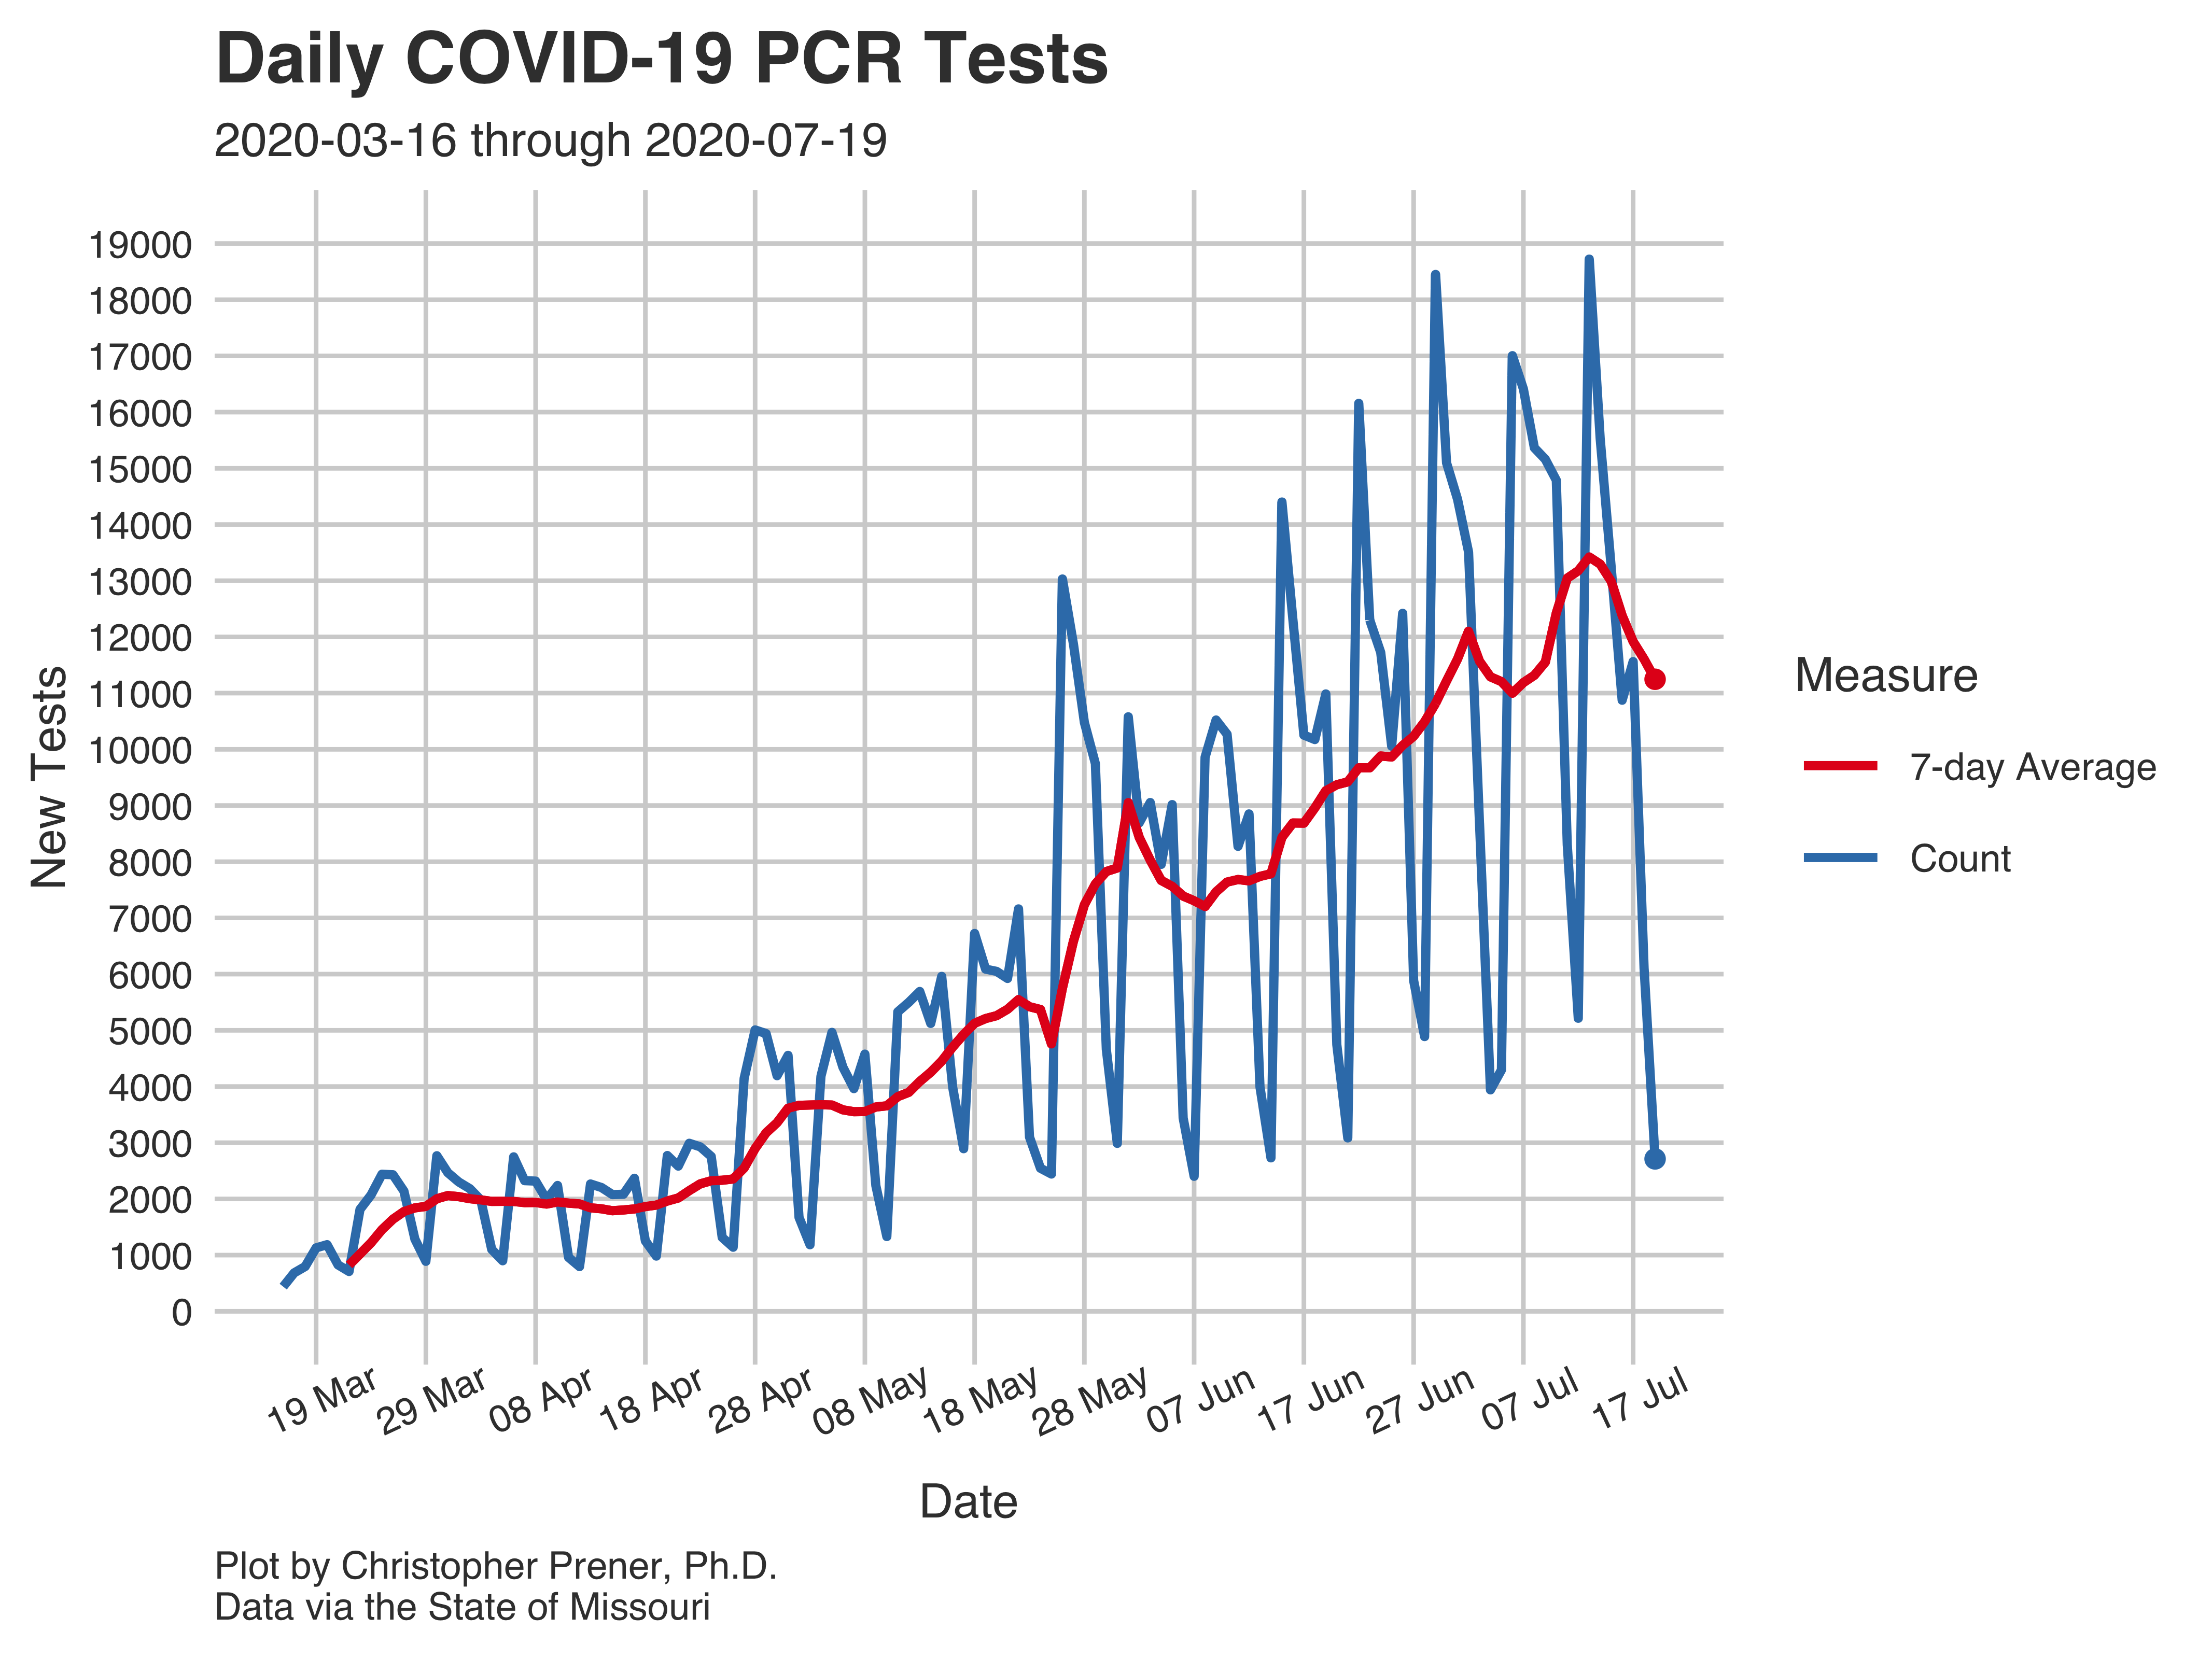 Daily COVID-19 PCR Tests
2020-03-16 through 2020-07-19
New Tests
19000
18000
17000
16000
15000
14000
13000
12000
11000
10000
9000
8000
7000
6000
5000
4000
3000
2000
1000
0
19 Mar
29 Mar
08 Apr
18 Apr
28 Apr
08 May
18 May
28 May
07 Jun
17 Jun
27 Jun
07 Jul
17 Jul
Date
Measure
7-day Average
Count
Plot by Christopher Prener, Ph.D.
Data via the State of Missouri